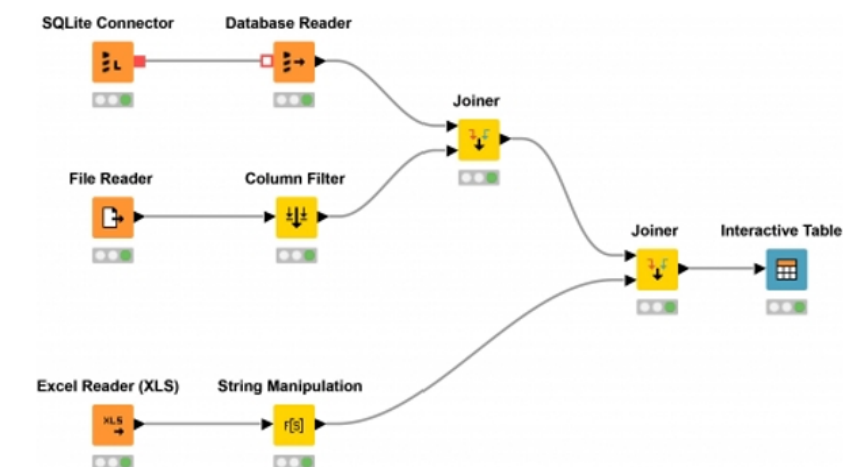 SQLite Connector
Database Reader
L
Joiner
File Reader
Column Filter
Joiner
Interactive Table
Excel Reader (XLS)
String Manipulation
XLS
F[S]